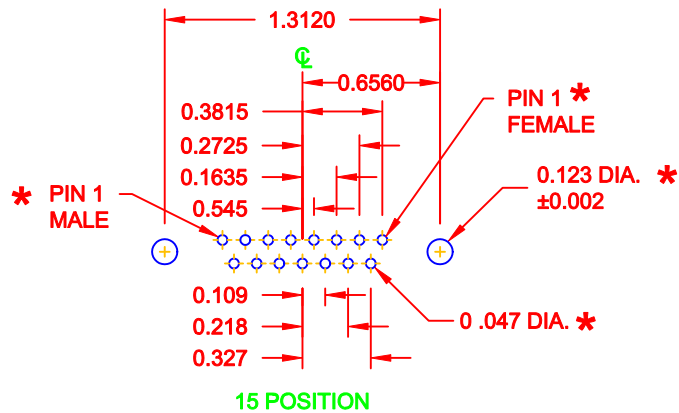 1.3120
℄
0.6560
0.3815
PIN 1 *
FEMALE
0.2725
0.1635
0.123 DIA. *
±0.002
* PIN 1
MALE
0.545
0.109
0 .047 DIA. *
0.218
0.327
15 POSITION